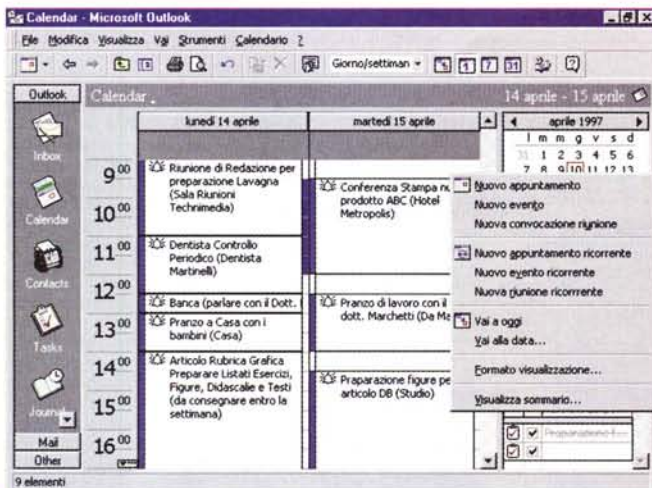 Calendar - Microsoft Outlook
File Modifica Visualizza Vai Strumenti Calendario ?
Giorno/settiman
1 7 31
Outlook
Calendar
14 aprile - 15 aprile
Inbox
Calendar
Contacts
Tasks
Journal
Mail
Other
lunedì 14 aprile
martedì 15 aprile
9 00
10 00
11 00
12 00
13 00
14 00
15 00
16 00
Riunione di Redazione per
preparazione Lavagna
(Sala Riunioni
Technimedia)
Dentista Controllo
Periodico (Dentista
Martinelli)
Banca (parlare con il Dott.
Pranzo a Casa con i
bambini (Casa)
Articolo Rubrica Grafica
Preparare Listati Esercizi,
Figure, Didascalie e Testi
(da consegnare entro la
settimana)
Conferenza Stampa nu
prodotto ABC (Hotel
Metropolis)
Pranzo di lavoro con il
dott. Marchetti (Da Ma
Praparazione figure pe
articolo DB (Studio)
aprile 1997
l m m g v s d
31 1 2 3 4 5 6
7 8 9 10 11 12 13
Nuovo appuntamento
Nuovo evento
Nuova convocazione riunione
Nuovo appuntamento ricorrente
Nuovo evento ricorrente
Nuova riunione ricorrrente
Vai a oggi
Vai alla data...
Formato visualizzazione...
Visualizza sommario...
Preparazione f...
9 elementi